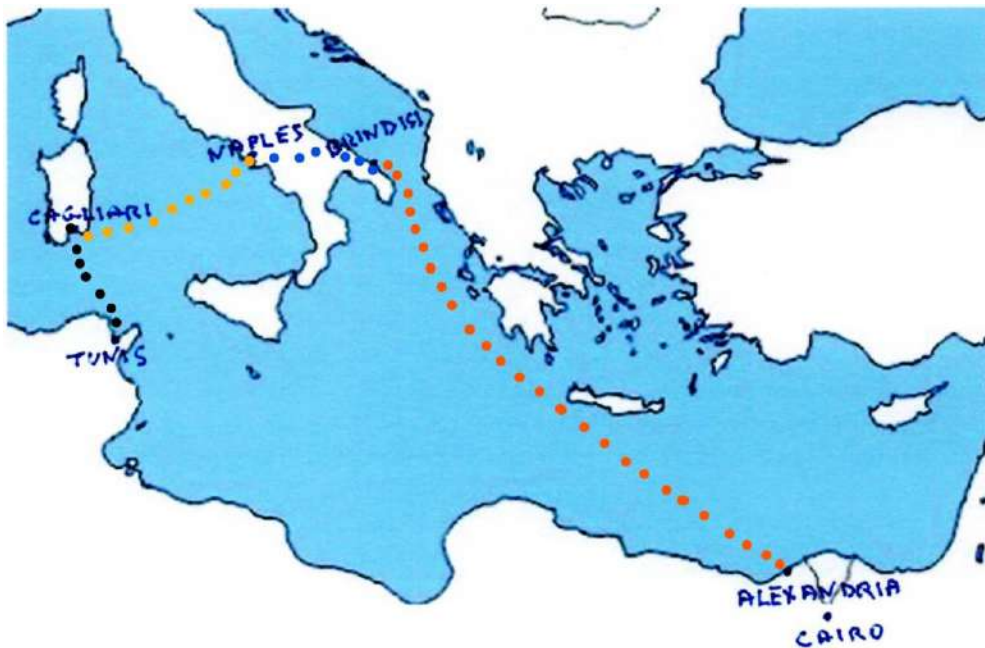 NAPLES
BRINDISI
CAGLIARI
TUNIS
ALEXANDRIA
CAIRO